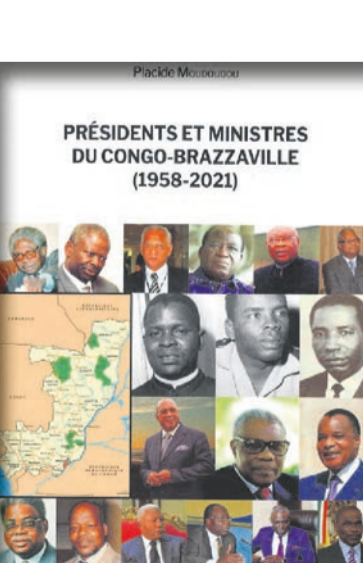 Placide Moudoudou
PRÉSIDENTS ET MINISTRES
DU CONGO-BRAZZAVILLE
(1958-2021)